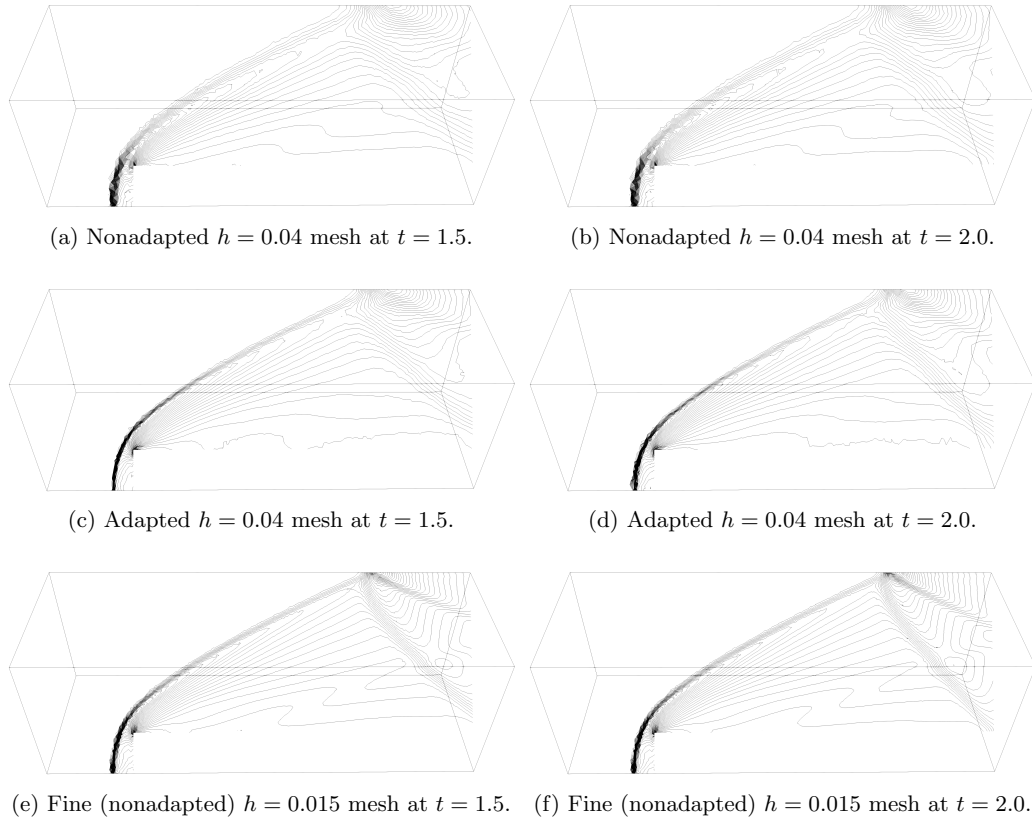 (a) Nonadapted h = 0.04 mesh at t = 1.5.
(b) Nonadapted h = 0.04 mesh at t = 2.0.
(c) Adapted h = 0.04 mesh at t = 1.5.
(d) Adapted h = 0.04 mesh at t = 2.0.
(e) Fine (nonadapted) h = 0.015 mesh at t = 1.5.
(f) Fine (nonadapted) h = 0.015 mesh at t = 2.0.